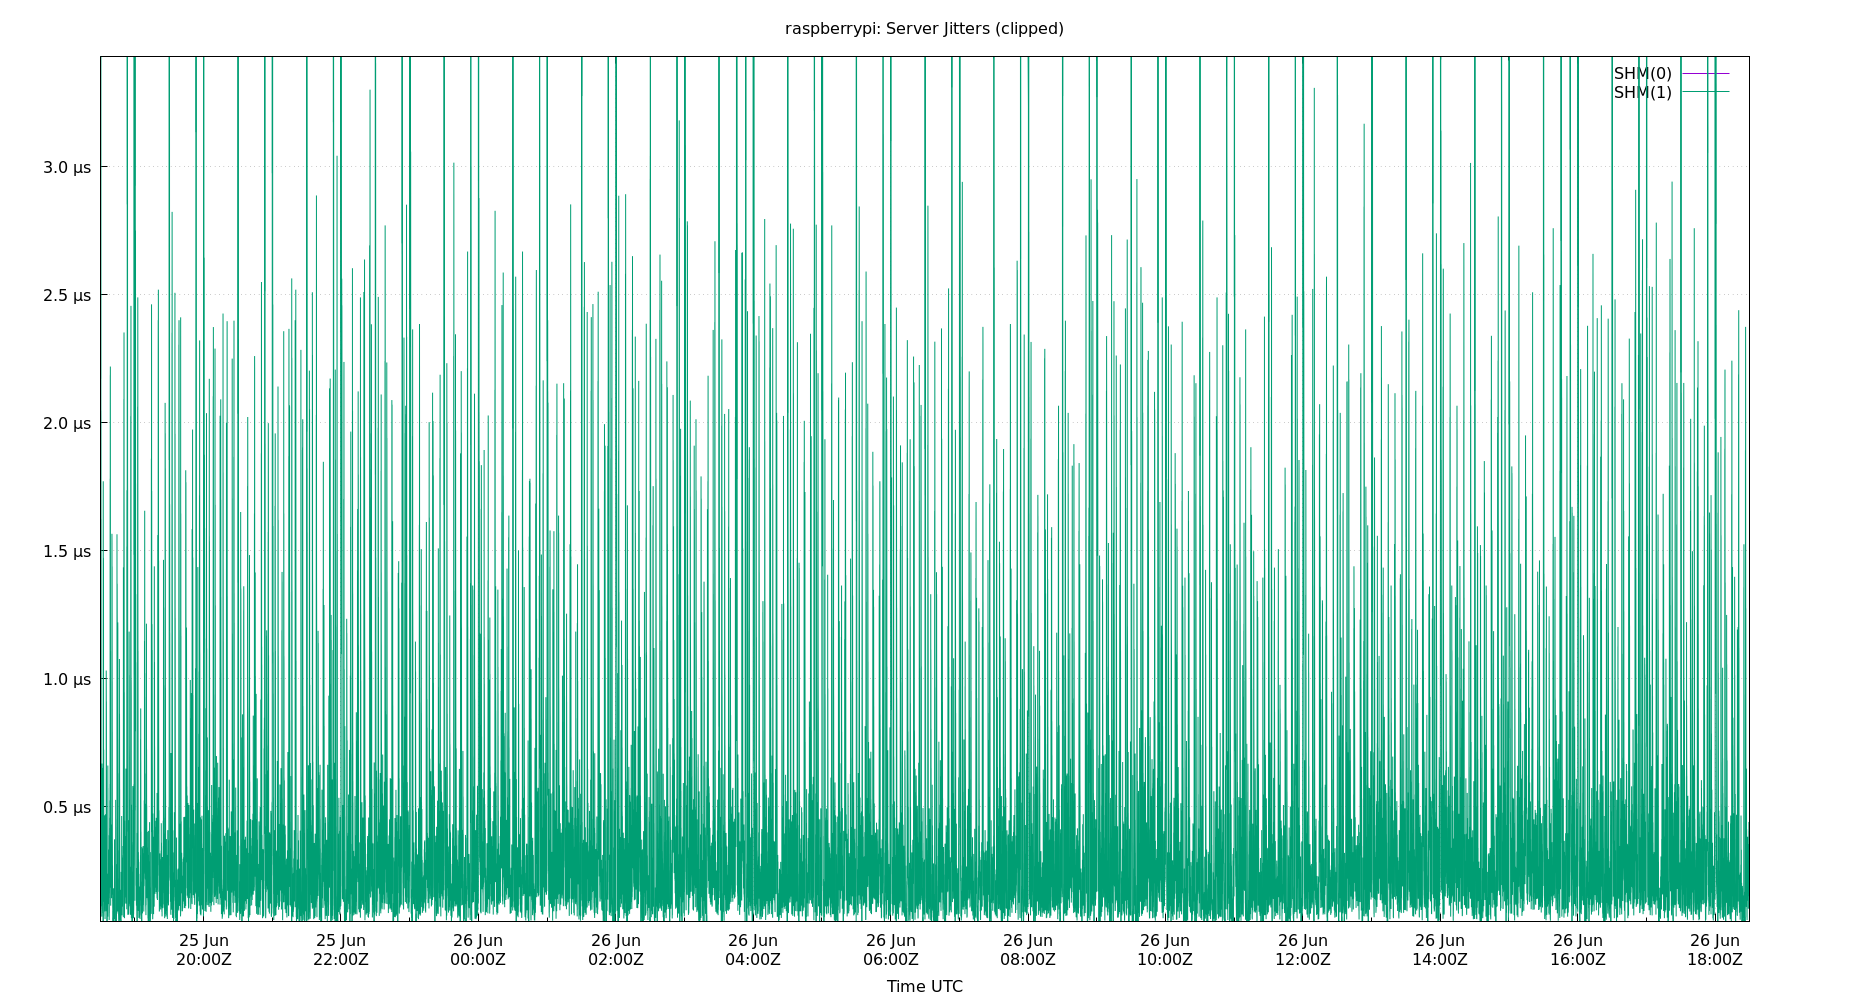 raspberrypi: Server Jitters (clipped)
SHM(0)
SHM(1)
3.0 µs
2.5 µs
2.0 µs
1.5 µs
1.0 µs
0.5 µs
25 Jun 25 Jun 26 Jun 26 Jun 26 Jun 26 Jun 26 Jun 26 Jun 26 Jun 26 Jun 26 Jun 26 Jun
20:00Z 22:00Z 00:00Z 02:00Z 04:00Z 06:00Z 08:00Z 10:00Z 12:00Z 14:00Z 16:00Z 18:00Z
Time UTC